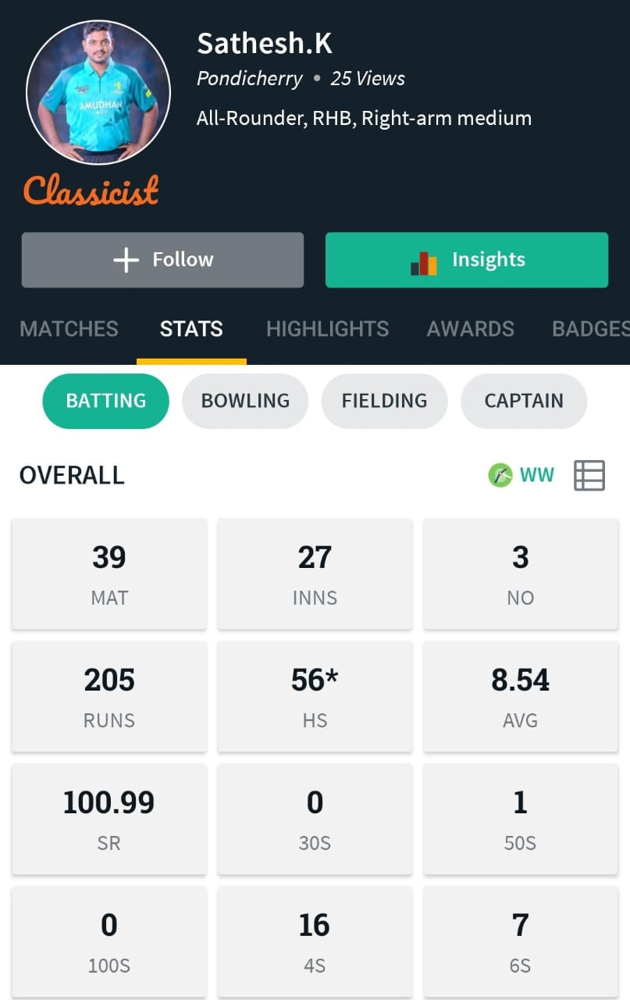 Sathesh.K
Pondicherry • 25 Views
All-Rounder, RHB, Right-arm medium
AMUDHAN
Classicist
+ Follow
Insights
MATCHES STATS HIGHLIGHTS AWARDS BADGES
BATTING BOWLING FIELDING CAPTAIN
OVERALL
WW
39 27 3
MAT INNS NO
205 56* 8.54
RUNS HS AVG
100.99 0 1
SR 30S 50S
0 16 7
100S 4S 6S